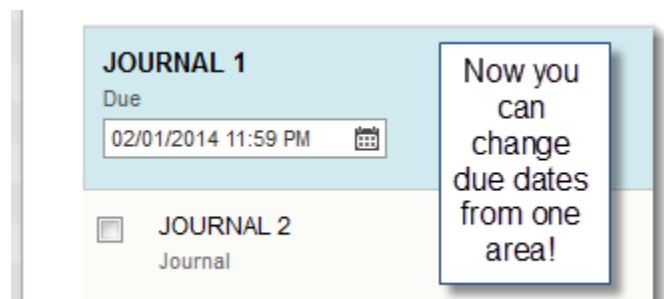 JOURNAL 1
Due
02/01/2014 11:59 PM
JOURNAL 2
Journal
Now you
can
change
due dates
from one
area!